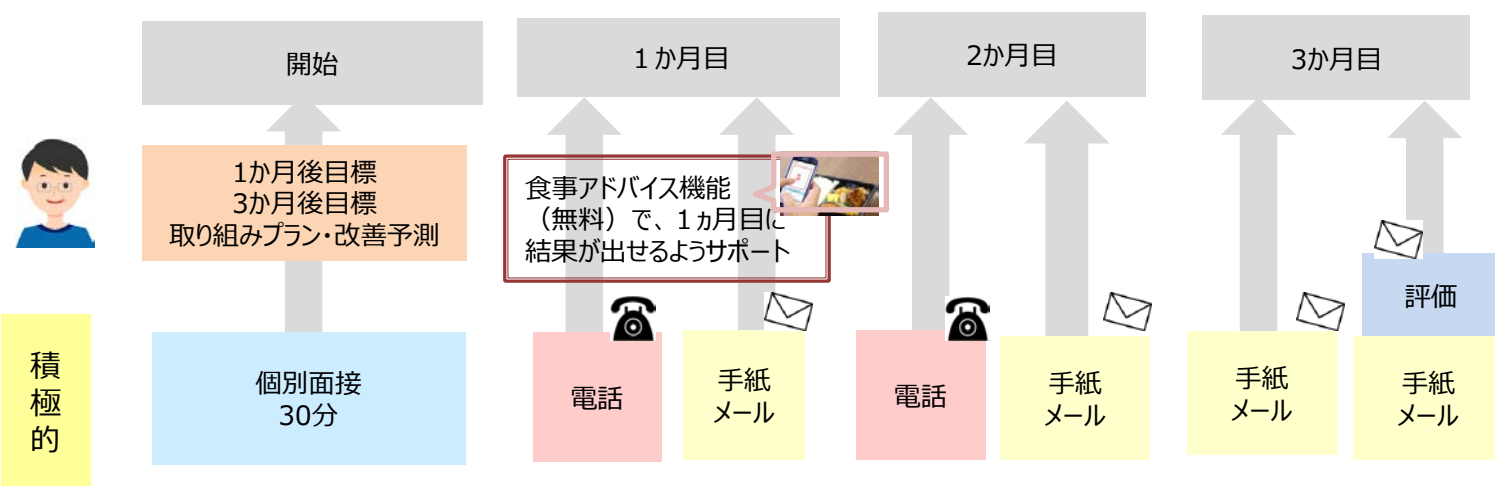 開始
１か月目
2か月目
3か月目
1か月後目標
3か月後目標
取り組みプラン・改善予測
食事アドバイス機能
（無料）で、１ヵ月目に
結果が出せるようサポート
積
極
的
個別面接
30分
電話
手紙
メール
電話
手紙
メール
手紙
メール
評価
手紙
メール